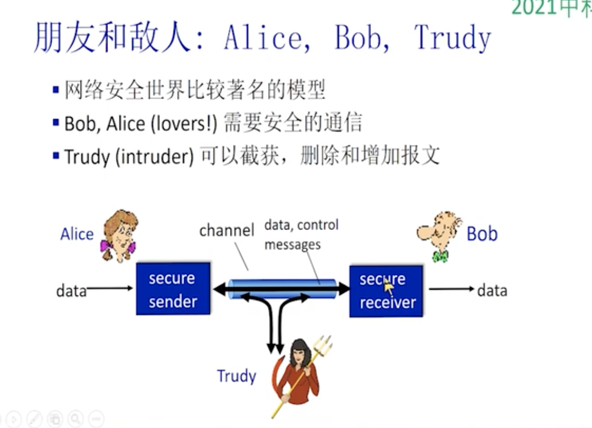 2021中科
朋友和敌人: Alice, Bob, Trudy
▪ 网络安全世界比较著名的模型
▪ Bob, Alice (lovers!) 需要安全的通信
▪ Trudy (intruder) 可以截获，删除和增加报文
Alice
channel
data, control
messages
Bob
data
secure
sender
secure
receiver
data
Trudy